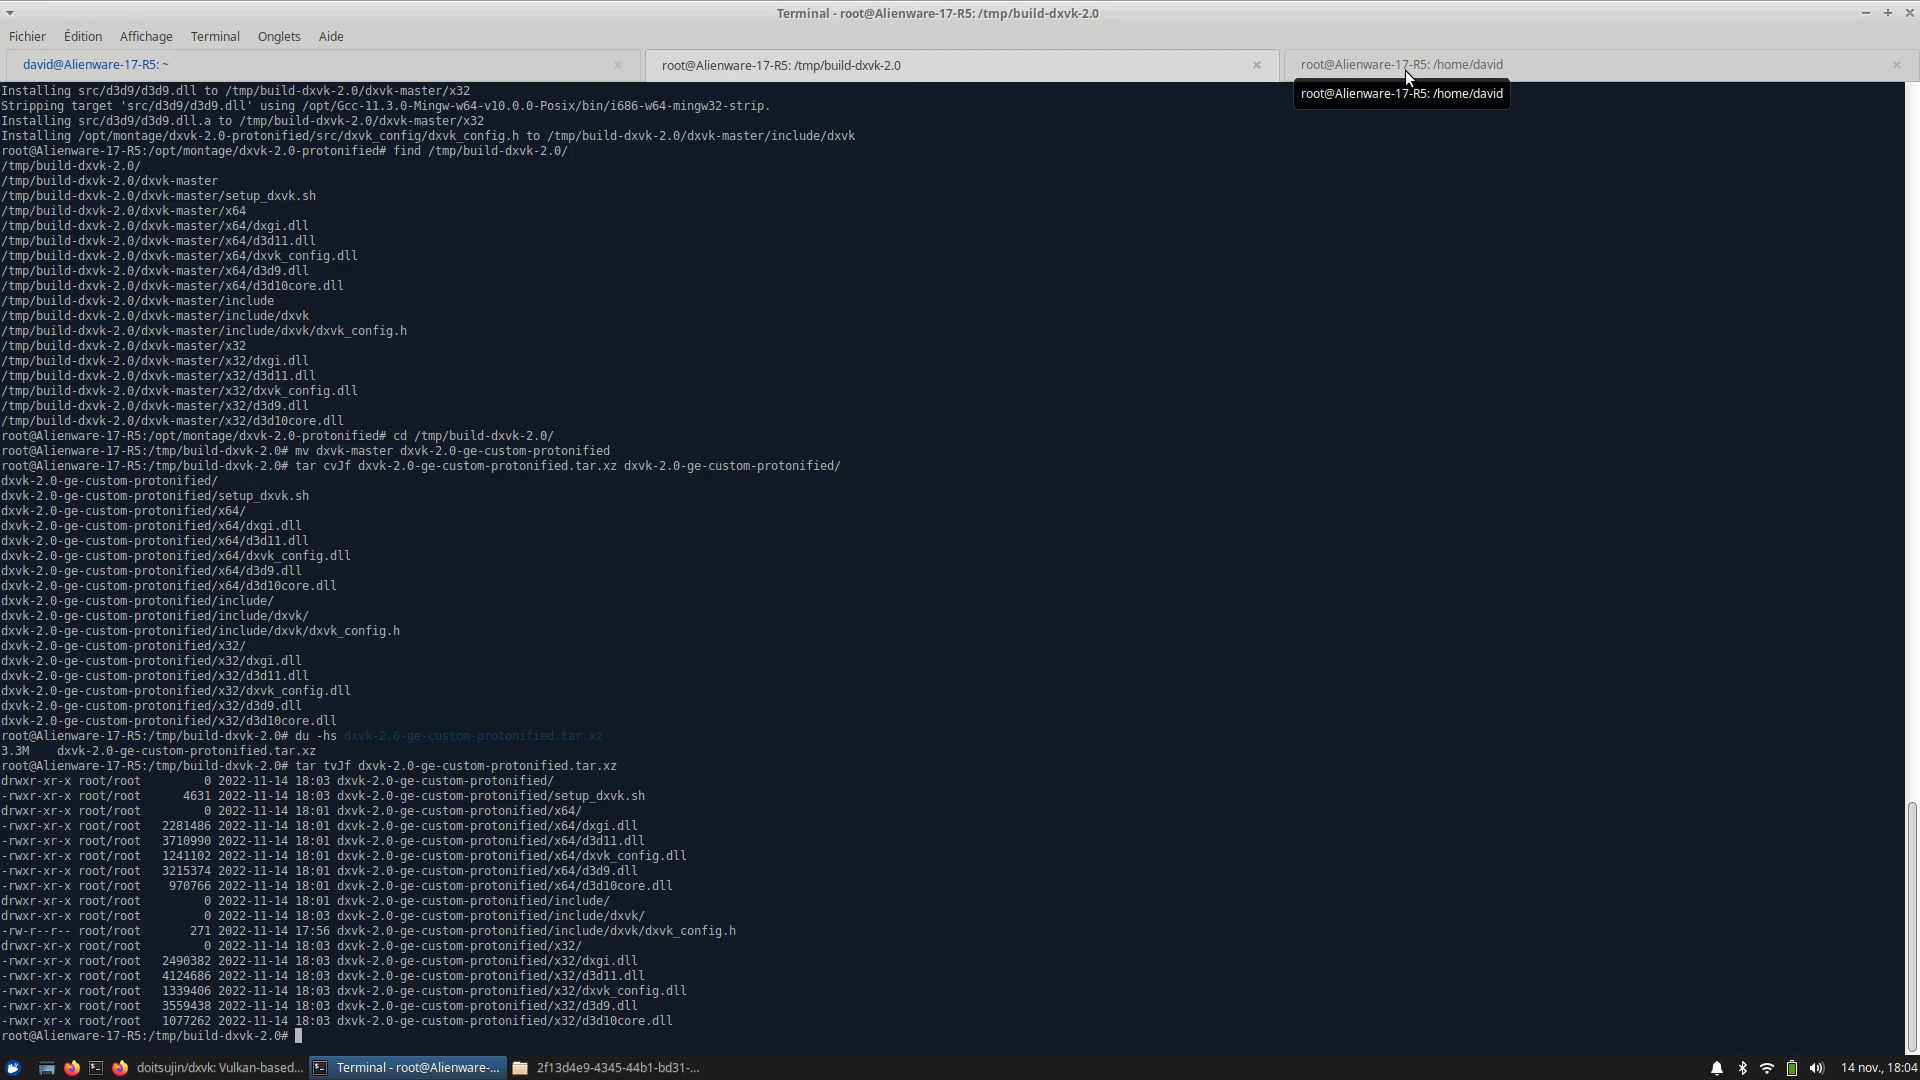 Terminal - root@Alienware-17-R5: /tmp/build-dxvk-2.0
Fichier Édition Affichage Terminal Onglets Aide
david@Alienware-17-R5: ~
root@Alienware-17-R5: /tmp/build-dxvk-2.0
root@Alienware-17-R5: /home/david
root@Alienware-17-R5: /home/david
Installing src/d3d9/d3d9.dll to /tmp/build-dxvk-2.0/dxvk-master/x32
Stripping target 'src/d3d9/d3d9.dll' using /opt/Gcc-11.3.0-Mingw-w64-v10.0.0-Posix/bin/i686-w64-mingw32-strip.
Installing src/d3d9/d3d9.dll.a to /tmp/build-dxvk-2.0/dxvk-master/x32
Installing /opt/montage/dxvk-2.0-protonified/src/dxvk_config/dxvk_config.h to /tmp/build-dxvk-2.0/dxvk-master/include/dxvk
root@Alienware-17-R5:/opt/montage/dxvk-2.0-protonified# find /tmp/build-dxvk-2.0/
/tmp/build-dxvk-2.0/
/tmp/build-dxvk-2.0/dxvk-master
/tmp/build-dxvk-2.0/dxvk-master/setup_dxvk.sh
/tmp/build-dxvk-2.0/dxvk-master/x64
/tmp/build-dxvk-2.0/dxvk-master/x64/dxgi.dll
/tmp/build-dxvk-2.0/dxvk-master/x64/d3d11.dll
/tmp/build-dxvk-2.0/dxvk-master/x64/dxvk_config.dll
/tmp/build-dxvk-2.0/dxvk-master/x64/d3d9.dll
/tmp/build-dxvk-2.0/dxvk-master/x64/d3d10core.dll
/tmp/build-dxvk-2.0/dxvk-master/include
/tmp/build-dxvk-2.0/dxvk-master/include/dxvk
/tmp/build-dxvk-2.0/dxvk-master/include/dxvk/dxvk_config.h
/tmp/build-dxvk-2.0/dxvk-master/x32
/tmp/build-dxvk-2.0/dxvk-master/x32/dxgi.dll
/tmp/build-dxvk-2.0/dxvk-master/x32/d3d11.dll
/tmp/build-dxvk-2.0/dxvk-master/x32/dxvk_config.dll
/tmp/build-dxvk-2.0/dxvk-master/x32/d3d9.dll
/tmp/build-dxvk-2.0/dxvk-master/x32/d3d10core.dll
root@Alienware-17-R5:/opt/montage/dxvk-2.0-protonified# cd /tmp/build-dxvk-2.0/
root@Alienware-17-R5:/tmp/build-dxvk-2.0# mv dxvk-master dxvk-2.0-ge-custom-protonified
root@Alienware-17-R5:/tmp/build-dxvk-2.0# tar cvJf dxvk-2.0-ge-custom-protonified.tar.xz dxvk-2.0-ge-custom-protonified/
dxvk-2.0-ge-custom-protonified/
dxvk-2.0-ge-custom-protonified/setup_dxvk.sh
dxvk-2.0-ge-custom-protonified/x64/
dxvk-2.0-ge-custom-protonified/x64/dxgi.dll
dxvk-2.0-ge-custom-protonified/x64/d3d11.dll
dxvk-2.0-ge-custom-protonified/x64/dxvk_config.dll
dxvk-2.0-ge-custom-protonified/x64/d3d9.dll
dxvk-2.0-ge-custom-protonified/x64/d3d10core.dll
dxvk-2.0-ge-custom-protonified/include/
dxvk-2.0-ge-custom-protonified/include/dxvk/
dxvk-2.0-ge-custom-protonified/include/dxvk/dxvk_config.h
dxvk-2.0-ge-custom-protonified/x32/
dxvk-2.0-ge-custom-protonified/x32/dxgi.dll
dxvk-2.0-ge-custom-protonified/x32/d3d11.dll
dxvk-2.0-ge-custom-protonified/x32/dxvk_config.dll
dxvk-2.0-ge-custom-protonified/x32/d3d9.dll
dxvk-2.0-ge-custom-protonified/x32/d3d10core.dll
root@Alienware-17-R5:/tmp/build-dxvk-2.0# du -hs dxvk-2.0-ge-custom-protonified.tar.xz
3.3M    dxvk-2.0-ge-custom-protonified.tar.xz
root@Alienware-17-R5:/tmp/build-dxvk-2.0# tar tvJf dxvk-2.0-ge-custom-protonified.tar.xz
drwxr-xr-x root/root         0 2022-11-14 18:03 dxvk-2.0-ge-custom-protonified/
-rwxr-xr-x root/root      4631 2022-11-14 18:03 dxvk-2.0-ge-custom-protonified/setup_dxvk.sh
drwxr-xr-x root/root         0 2022-11-14 18:01 dxvk-2.0-ge-custom-protonified/x64/
-rwxr-xr-x root/root   2281486 2022-11-14 18:01 dxvk-2.0-ge-custom-protonified/x64/dxgi.dll
-rwxr-xr-x root/root   3710990 2022-11-14 18:01 dxvk-2.0-ge-custom-protonified/x64/d3d11.dll
-rwxr-xr-x root/root   1241102 2022-11-14 18:01 dxvk-2.0-ge-custom-protonified/x64/dxvk_config.dll
-rwxr-xr-x root/root   3215374 2022-11-14 18:01 dxvk-2.0-ge-custom-protonified/x64/d3d9.dll
-rwxr-xr-x root/root    970766 2022-11-14 18:01 dxvk-2.0-ge-custom-protonified/x64/d3d10core.dll
drwxr-xr-x root/root         0 2022-11-14 18:01 dxvk-2.0-ge-custom-protonified/include/
drwxr-xr-x root/root         0 2022-11-14 18:03 dxvk-2.0-ge-custom-protonified/include/dxvk/
-rw-r--r-- root/root       271 2022-11-14 17:56 dxvk-2.0-ge-custom-protonified/include/dxvk/dxvk_config.h
drwxr-xr-x root/root         0 2022-11-14 18:03 dxvk-2.0-ge-custom-protonified/x32/
-rwxr-xr-x root/root   2490382 2022-11-14 18:03 dxvk-2.0-ge-custom-protonified/x32/dxgi.dll
-rwxr-xr-x root/root   4124686 2022-11-14 18:03 dxvk-2.0-ge-custom-protonified/x32/d3d11.dll
-rwxr-xr-x root/root   1339406 2022-11-14 18:03 dxvk-2.0-ge-custom-protonified/x32/dxvk_config.dll
-rwxr-xr-x root/root   3559438 2022-11-14 18:03 dxvk-2.0-ge-custom-protonified/x32/d3d9.dll
-rwxr-xr-x root/root   1077262 2022-11-14 18:03 dxvk-2.0-ge-custom-protonified/x32/d3d10core.dll
root@Alienware-17-R5:/tmp/build-dxvk-2.0#
doitsujin/dxvk: Vulkan-based... Terminal - root@Alienware-... 2f13d4e9-4345-44b1-bd31-... 14 nov., 18:04